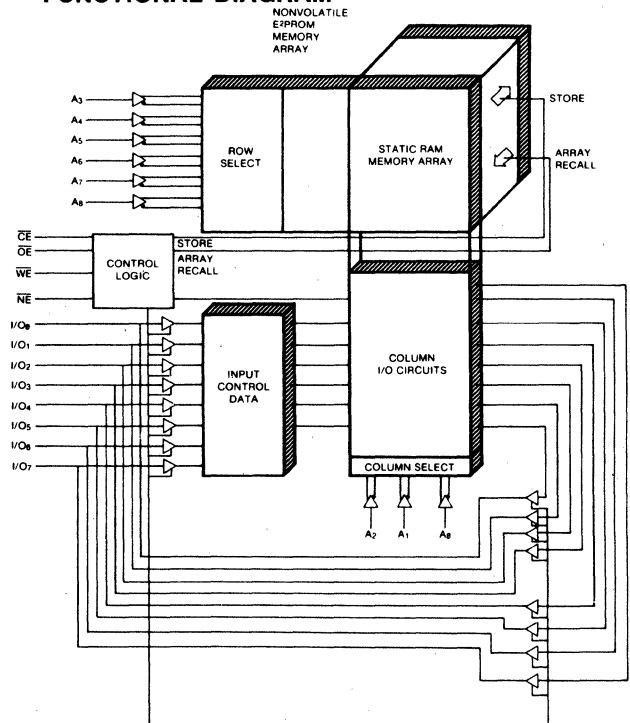 FUNCTIONAL DIAGRAM
NONVOLATILE
E²PROM
MEMORY
ARRAY
A3
A4
A5
A6
A7
A8
ROW
SELECT
STATIC RAM
MEMORY ARRAY
STORE
ARRAY
RECALL
CE
OE
WE
NE
CONTROL
LOGIC
STORE
ARRAY
RECALL
I/O0
I/O1
I/O2
I/O3
I/O4
I/O5
I/O6
I/O7
INPUT
CONTROL
DATA
COLUMN
I/O CIRCUITS
COLUMN SELECT
A2
A1
A0